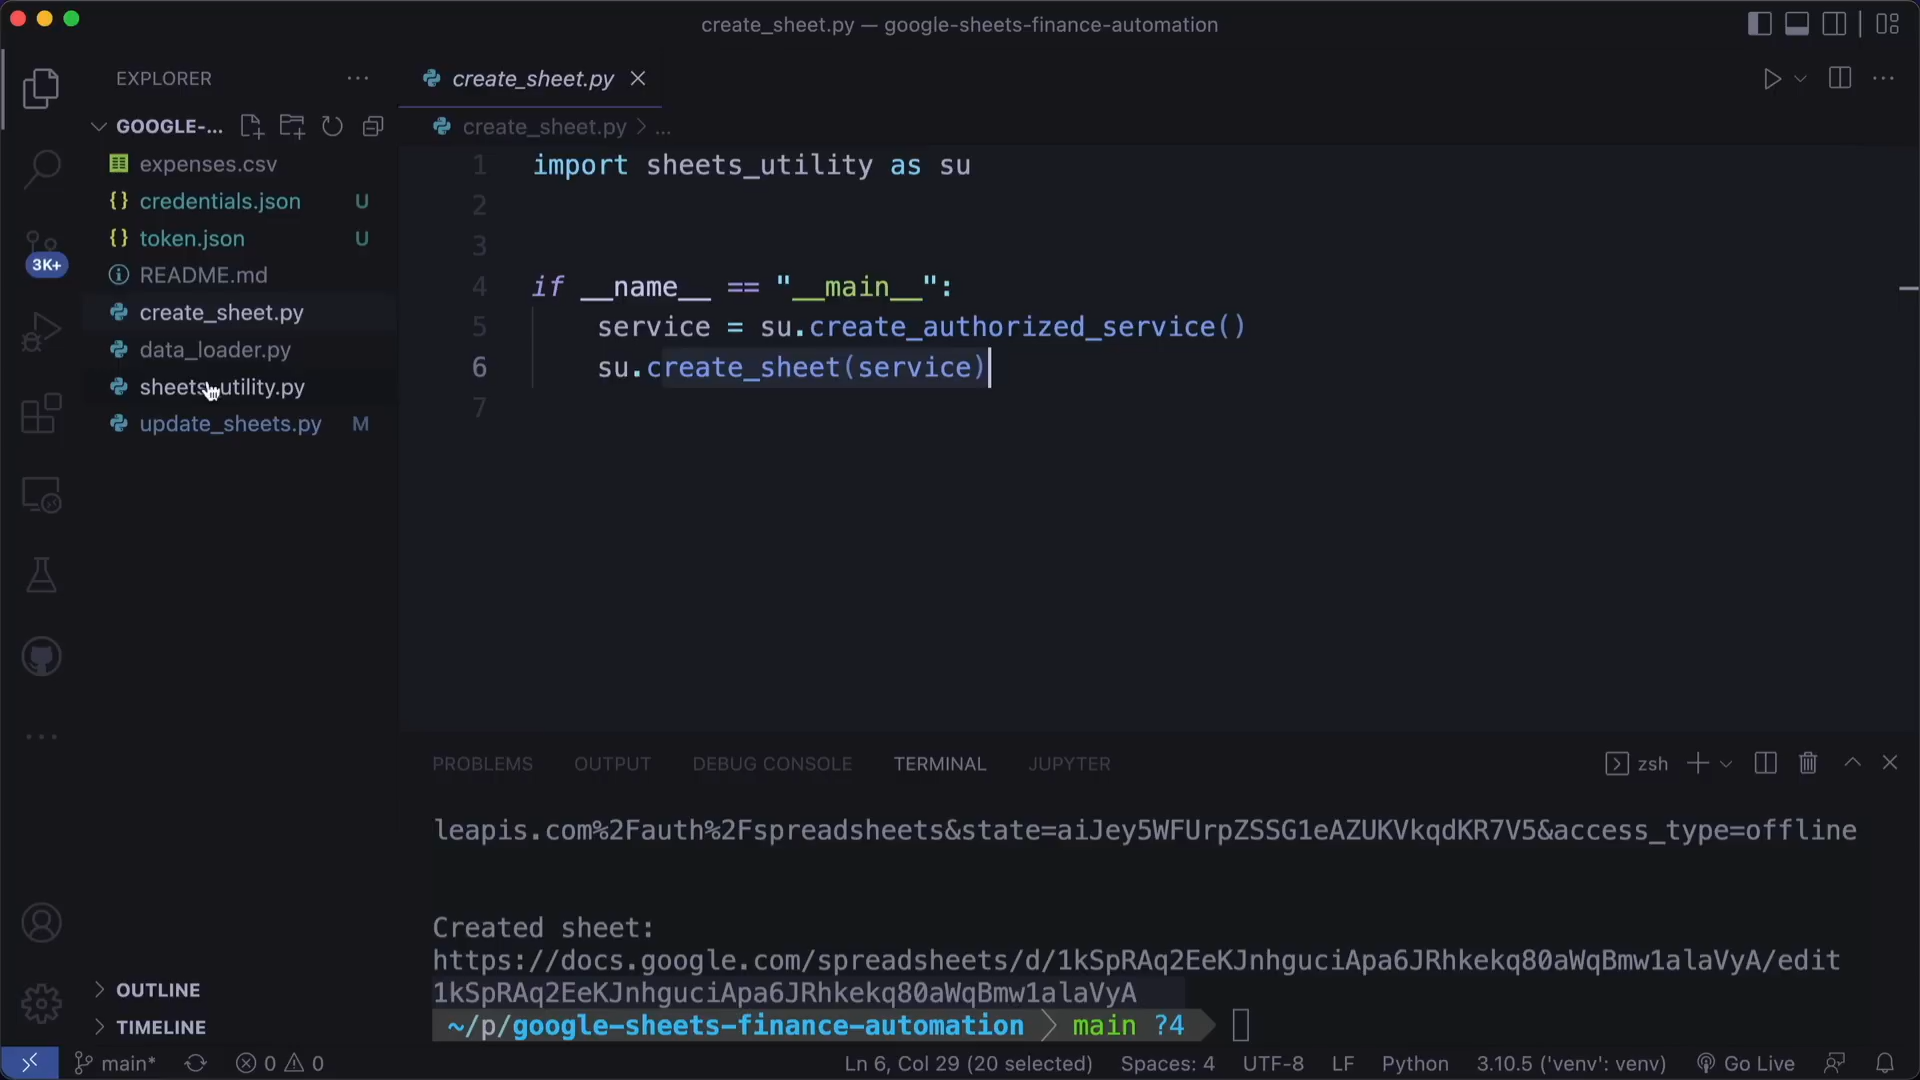 create_sheet.py — google-sheets-finance-automation
EXPLORER
GOOGLE-...
expenses.csv
credentials.json U
token.json U
README.md
create_sheet.py
data_loader.py
sheets_utility.py
update_sheets.py M
3K+
OUTLINE
TIMELINE
create_sheet.py
create_sheet.py > ...
1 import sheets_utility as su
2
3
4 if __name__ == "__main__":
5 service = su.create_authorized_service()
6 su.create_sheet(service)
7
PROBLEMS OUTPUT DEBUG CONSOLE TERMINAL JUPYTER
zsh
leapis.com%2Fauth%2Fspreadsheets&state=aiJey5WFUrpZSSG1eAZUKVkqdKR7V5&access_type=offline
Created sheet:
https://docs.google.com/spreadsheets/d/1kSpRAq2EeKJnhguciApa6JRhkekq80aWqBmw1alaVyA/edit
1kSpRAq2EeKJnhguciApa6JRhkekq80aWqBmw1alaVyA
~/p/google-sheets-finance-automation main ?4
main* 0 0 Ln 6, Col 29 (20 selected) Spaces: 4 UTF-8 LF Python 3.10.5 ('venv': venv) Go Live